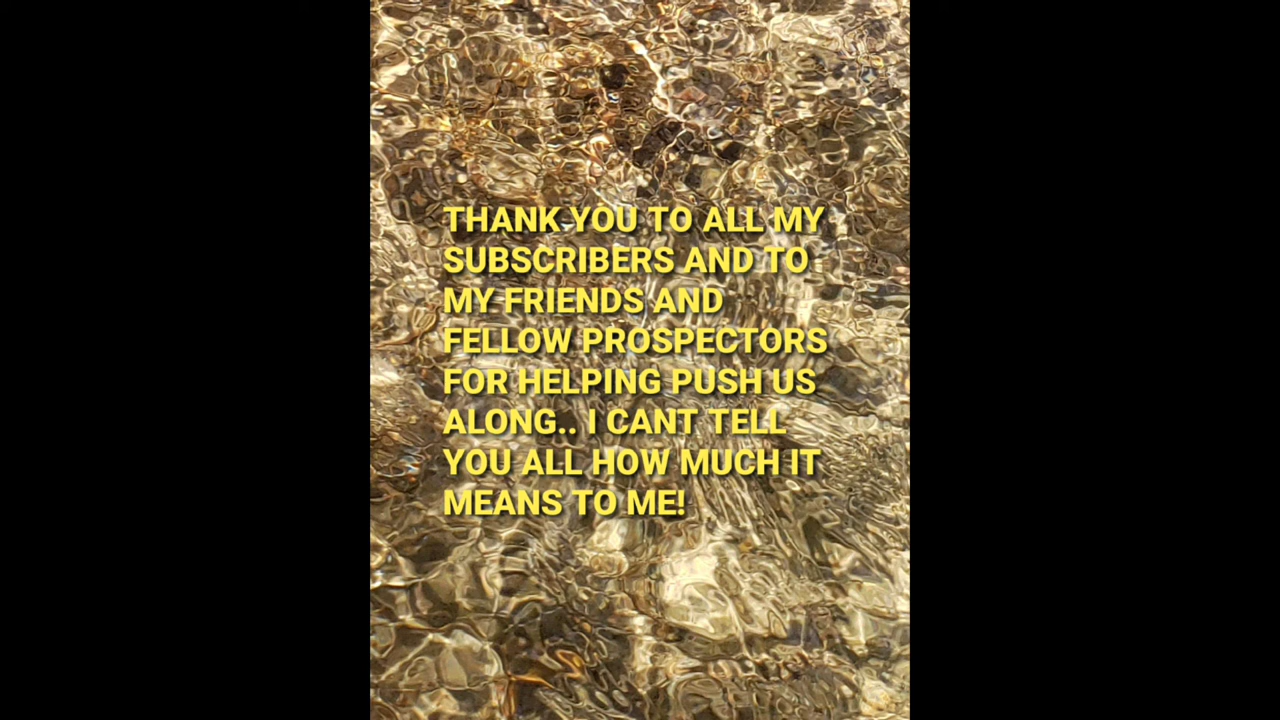 THANK YOU TO ALL MY
SUBSCRIBERS AND TO
MY FRIENDS AND
FELLOW PROSPECTORS
FOR HELPING PUSH US
ALONG.. I CANT TELL
YOU ALL HOW MUCH IT
MEANS TO ME!